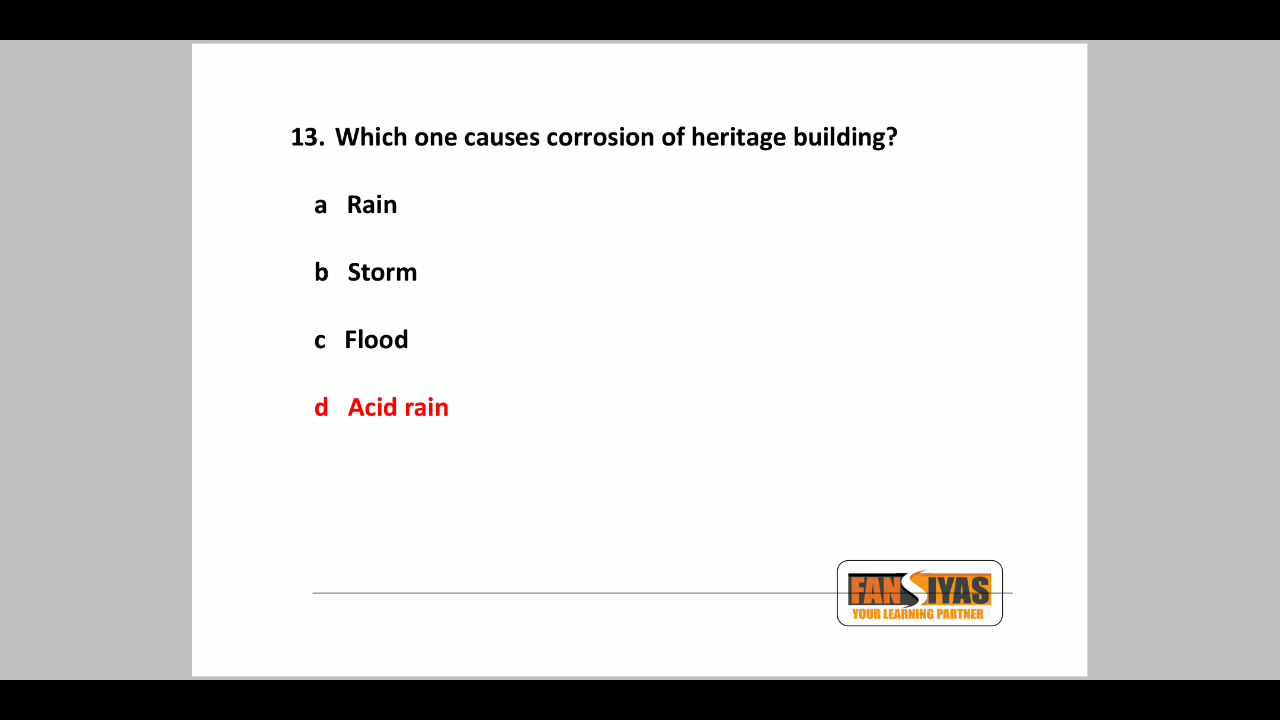 13. Which one causes corrosion of heritage building?
a Rain
b Storm
c Flood
d Acid rain
FANSIYAS
YOUR LEARNING PARTNER